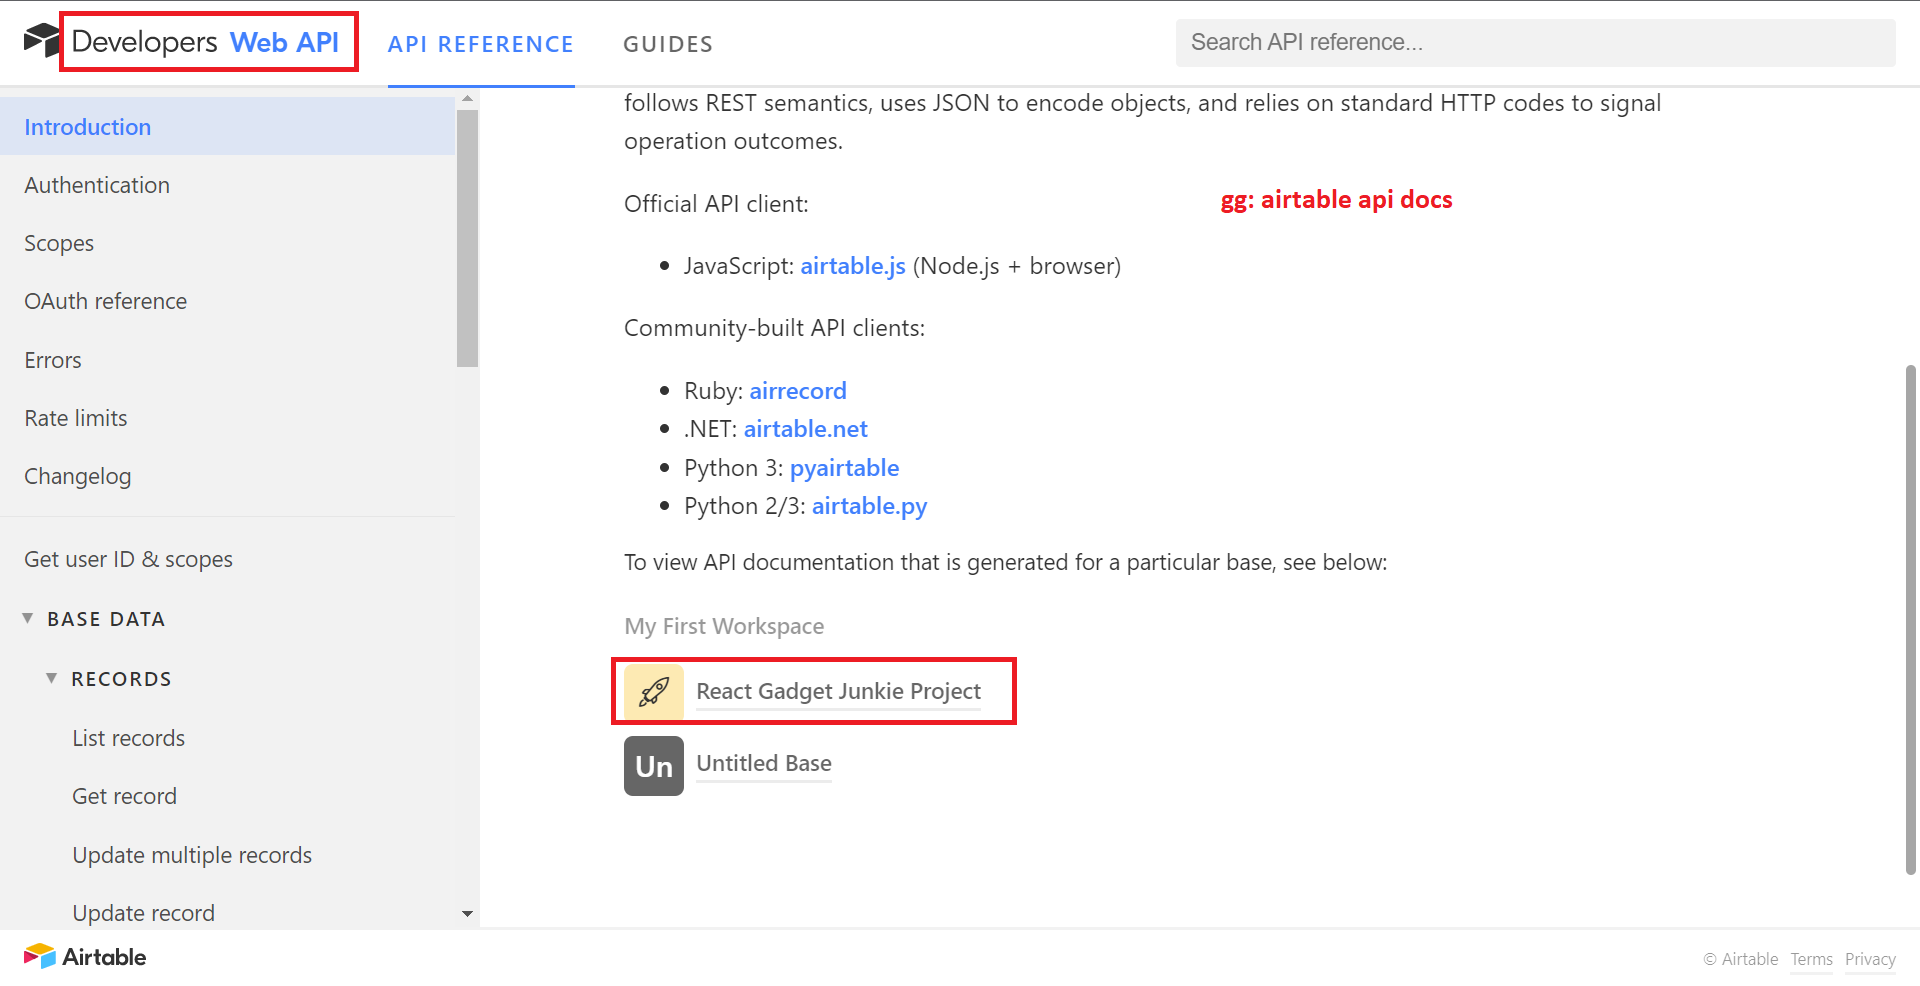 Developers Web API
API REFERENCE
GUIDES
Search API reference...
Introduction
Authentication
Scopes
OAuth reference
Errors
Rate limits
Changelog
Get user ID & scopes
BASE DATA
RECORDS
List records
Get record
Update multiple records
Update record
follows REST semantics, uses JSON to encode objects, and relies on standard HTTP codes to signal
operation outcomes.
gg: airtable api docs
Official API client:
JavaScript: airtable.js (Node.js + browser)
Community-built API clients:
Ruby: airrecord
.NET: airtable.net
Python 3: pyairtable
Python 2/3: airtable.py
To view API documentation that is generated for a particular base, see below:
My First Workspace
React Gadget Junkie Project
Un Untitled Base
Airtable
© Airtable Terms Privacy